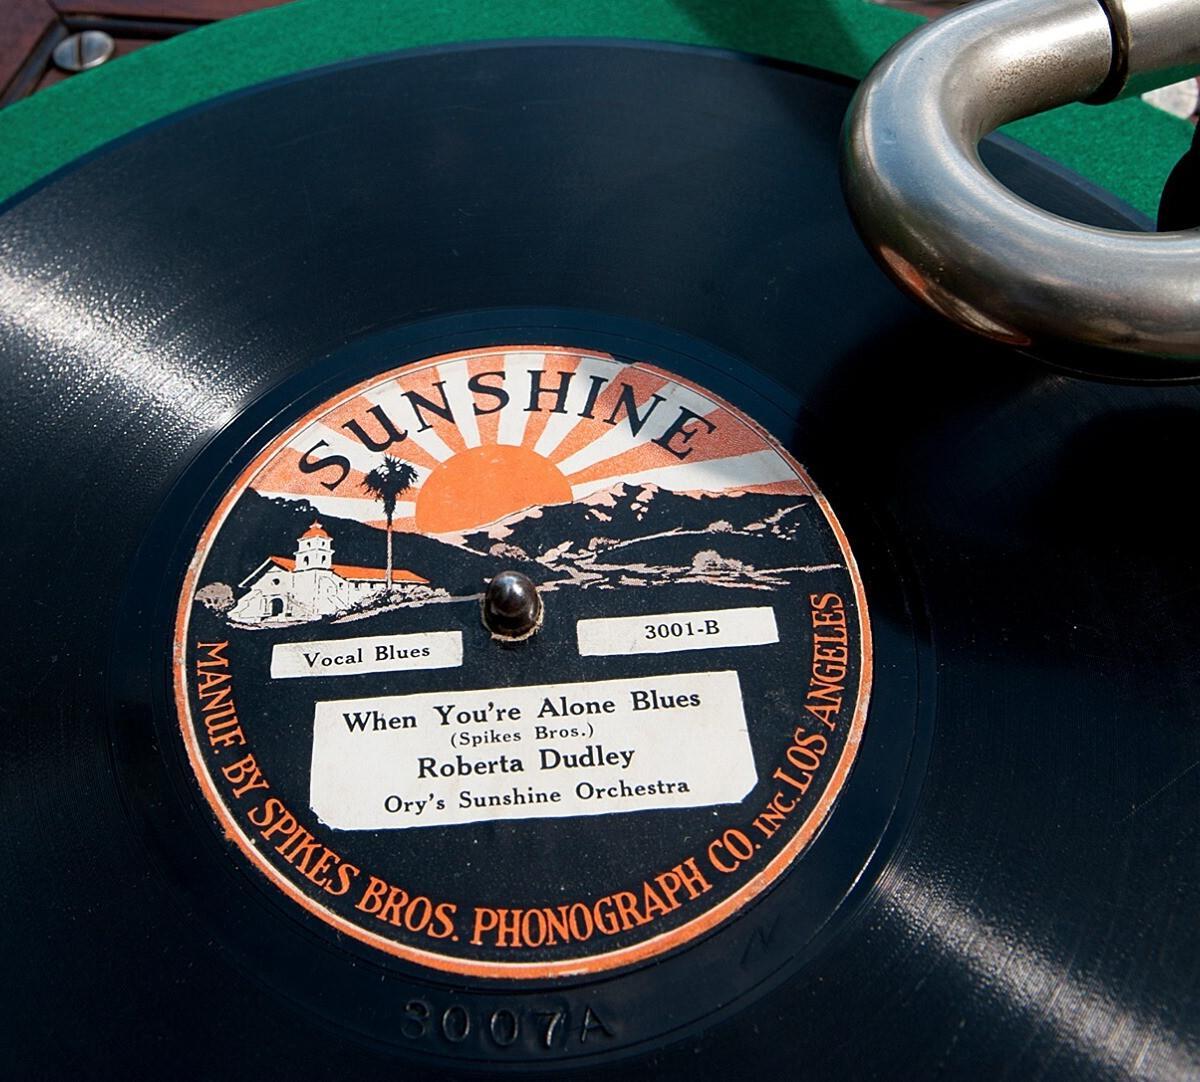 SUNSHINE
Vocal Blues
3001-B
When You're Alone Blues
(Spikes Bros.)
Roberta Dudley
Ory's Sunshine Orchestra
MANUF. BY SPIKES BROS. PHONOGRAPH CO. INC. LOS ANGELES
3007A